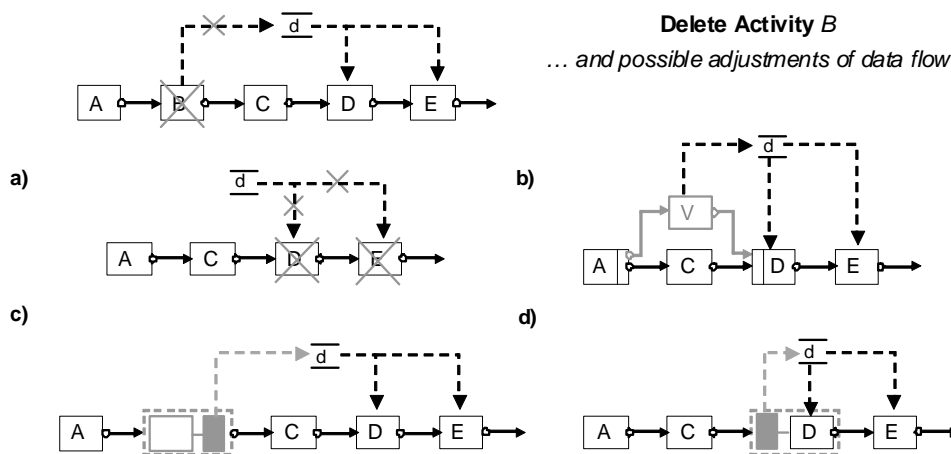 d
Delete Activity B
… and possible adjustments of data flow
A B C D E
a)
d
A C D E
b)
d
V
A C D E
c)
d
A C D E
d)
d
A C D E